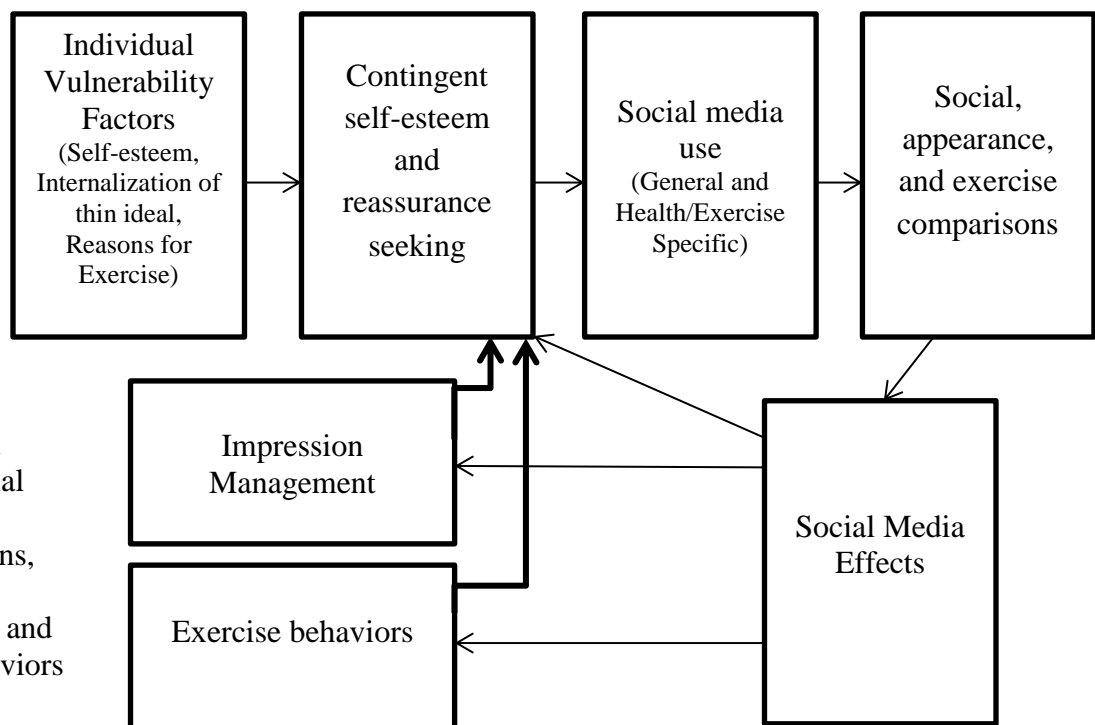 Individual
Vulnerability
Factors
(Self-esteem,
Internalization of
thin ideal,
Reasons for
Exercise)
Contingent
self-esteem
and
reassurance
seeking
Social media
use
(General and
Health/Exercise
Specific)
Social,
appearance,
and exercise
comparisons
Impression
Management
Social Media
Effects
Exercise behaviors
and